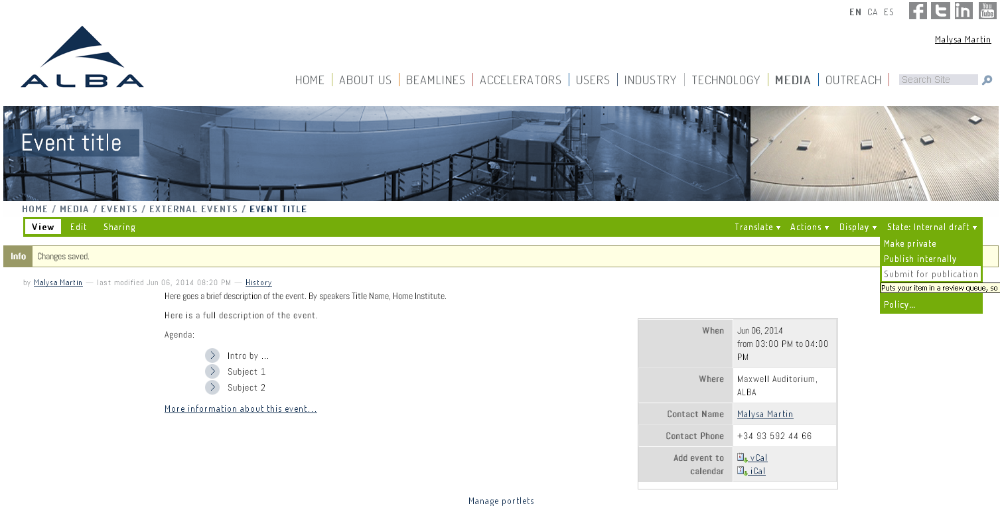 EN CA ES
You Tube
Malysa Martin
ALBA
HOME ABOUT US BEAMLINES ACCELERATORS USERS INDUSTRY TECHNOLOGY MEDIA OUTREACH Search Site
Event title
HOME / MEDIA / EVENTS / EXTERNAL EVENTS / EVENT TITLE
View Edit Sharing Translate Actions Display State: Internal draft
Make private
Publish internally
Submit for publication
Puts your item in a review queue, so
Policy...
Info Changes saved.
by Malysa Martin — last modified Jun 06, 2014 08:20 PM — History
Here goes a brief description of the event. By speakers Title Name, Home Institute.
Here is a full description of the event.
Agenda:
Intro by ...
Subject 1
Subject 2
More information about this event…
When Jun 06, 2014
from 03:00 PM to 04:00
PM
Where Maxwell Auditorium,
ALBA
Contact Name Malysa Martin
Contact Phone +34 93 592 44 66
Add event to vCal
calendar iCal
Manage portlets